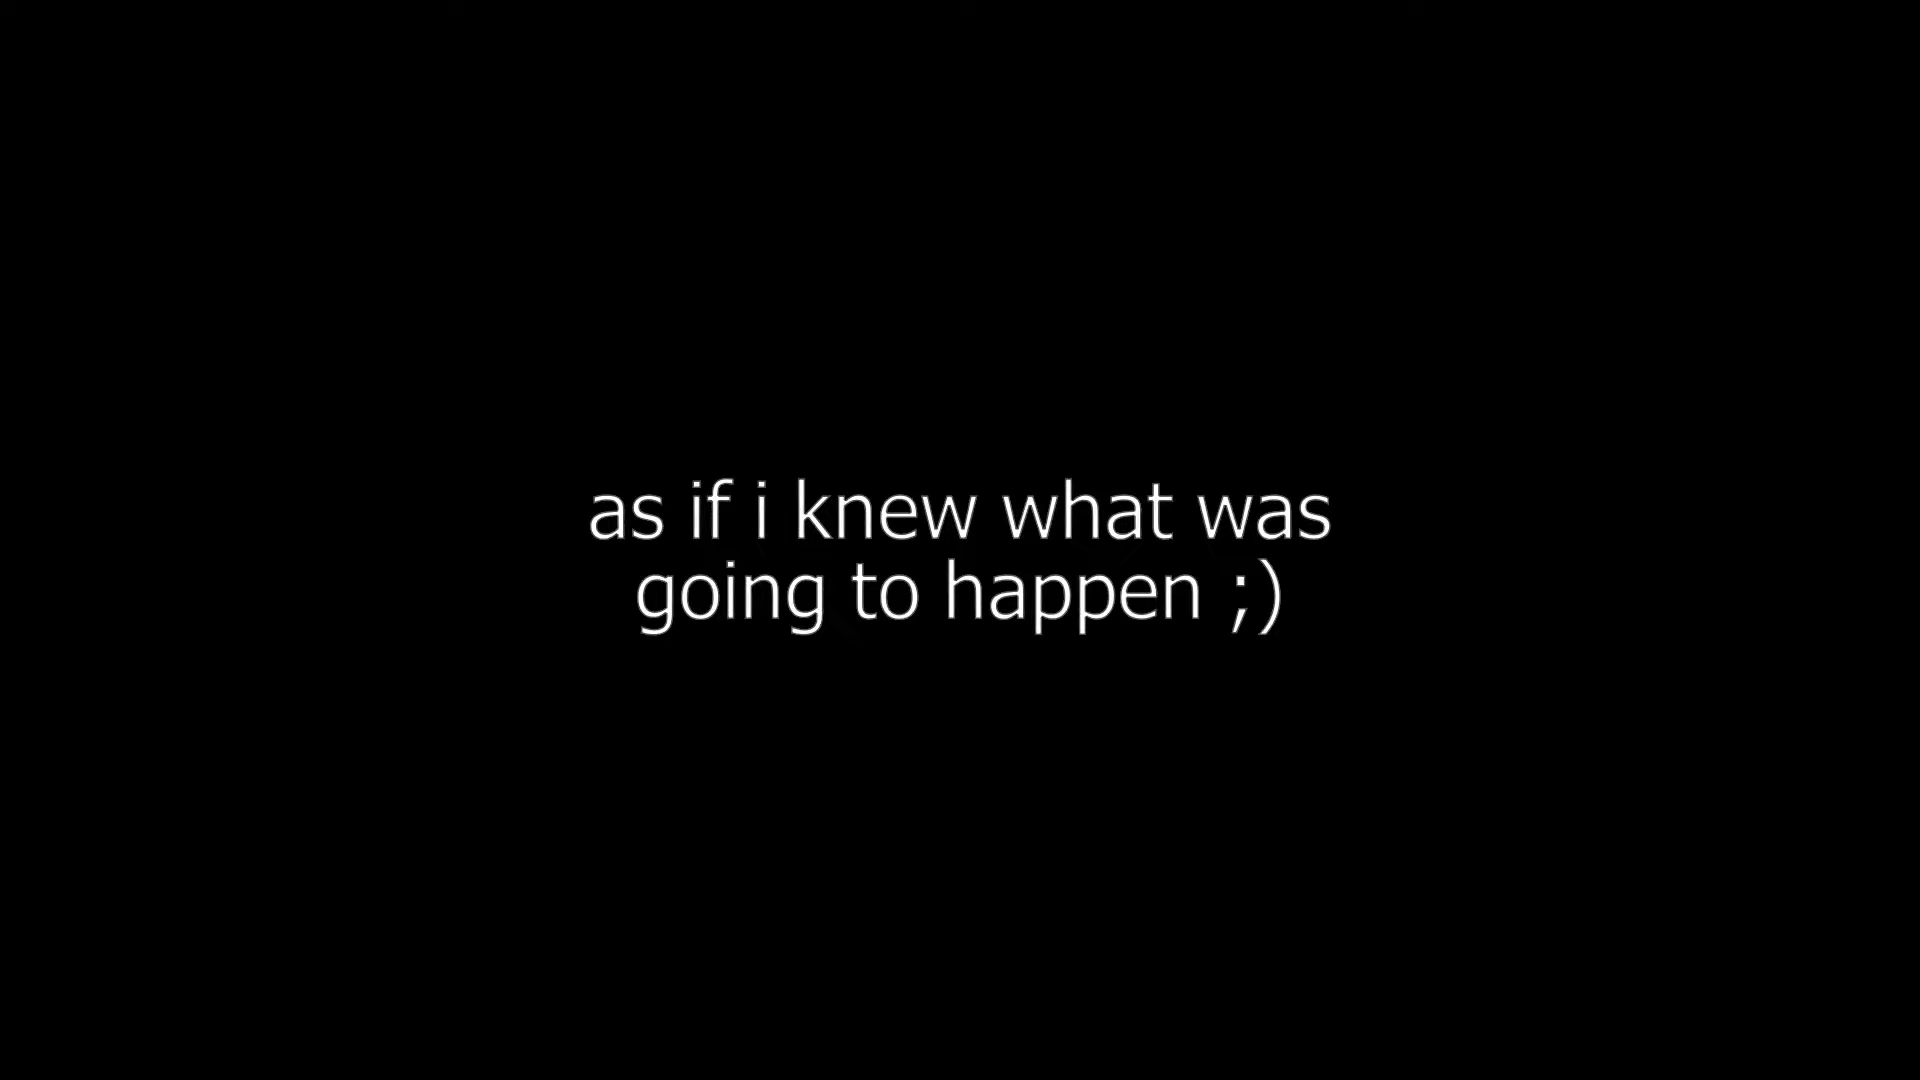 as if i knew what was
going to happen ;)